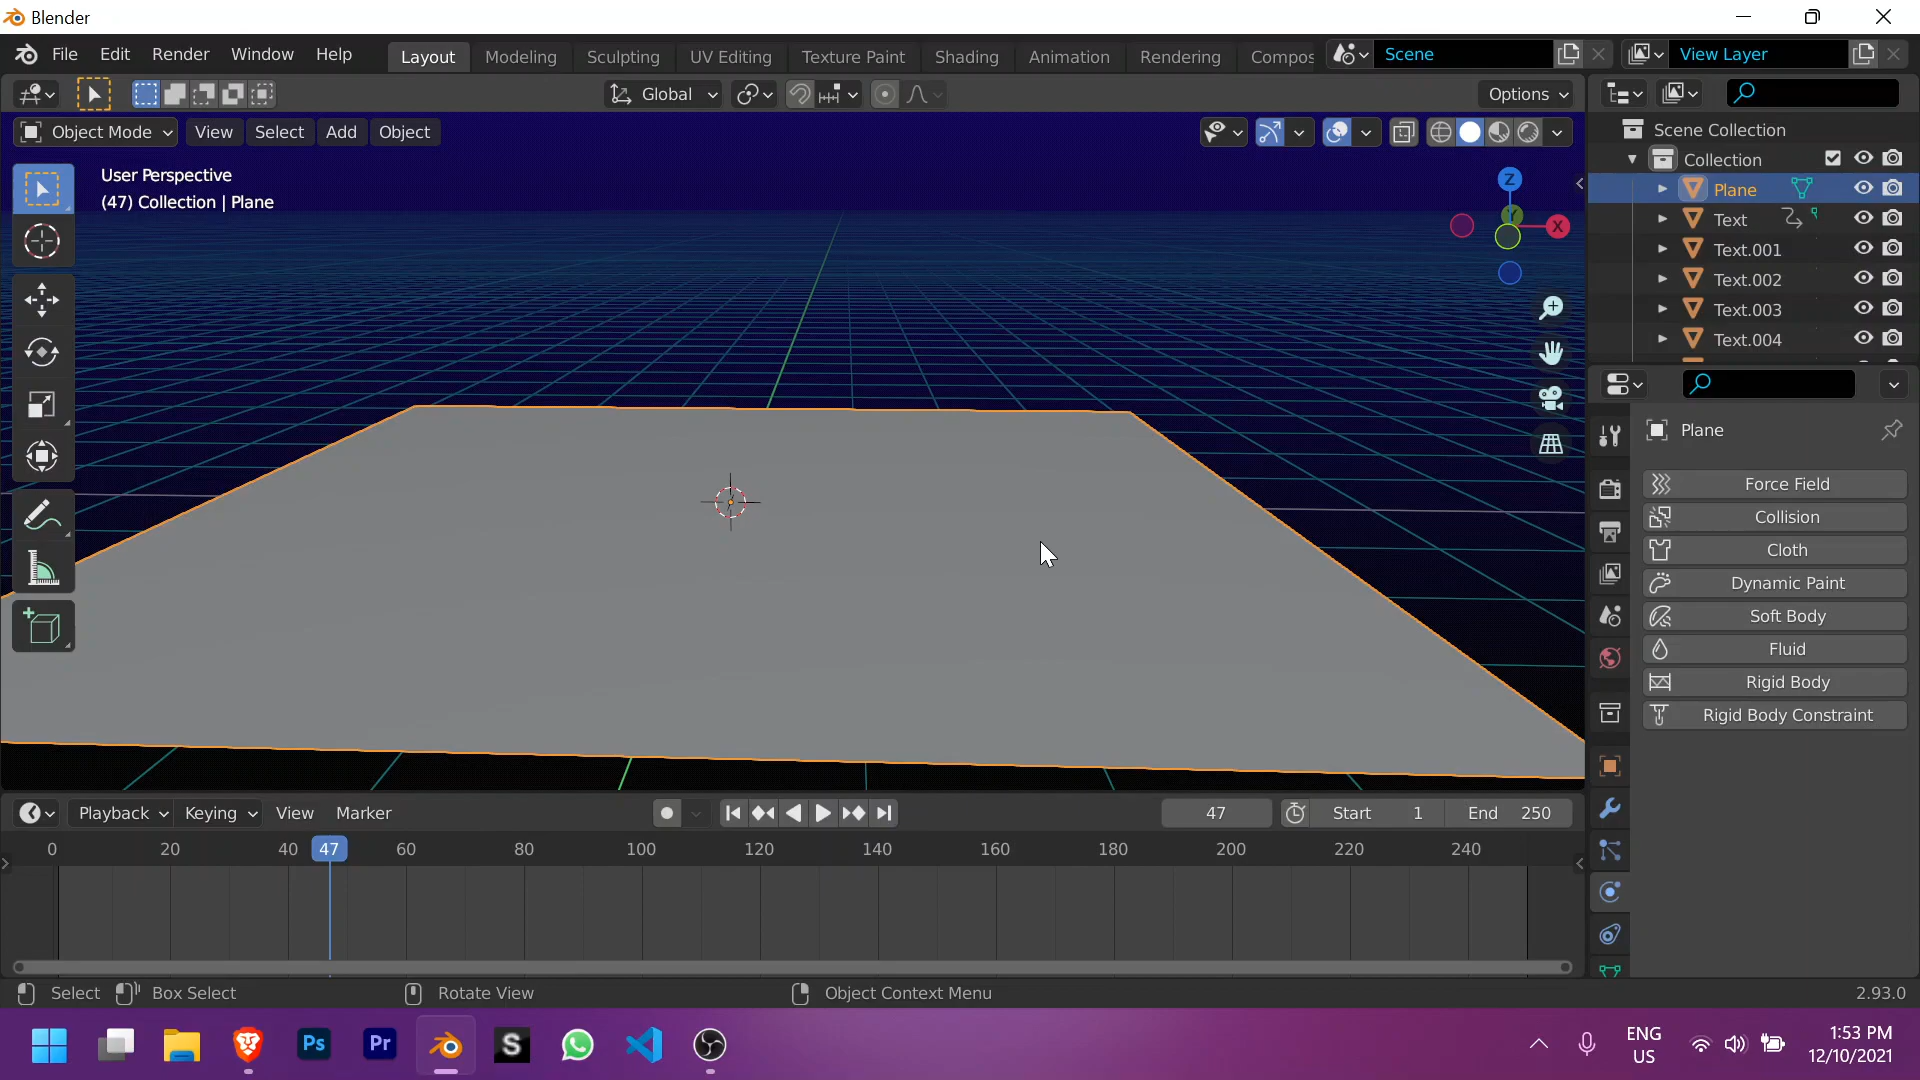 Blender
File Edit Render Window Help Layout Modeling Sculpting UV Editing Texture Paint Shading Animation Rendering Compos Scene View Layer
Global Options
Object Mode View Select Add Object
User Perspective
(47) Collection | Plane
Z
Y
X
Scene Collection
Collection
Plane
Text
Text.001
Text.002
Text.003
Text.004
Plane
Force Field
Collision
Cloth
Dynamic Paint
Soft Body
Fluid
Rigid Body
Rigid Body Constraint
Playback Keying View Marker 47 Start 1 End 250
0 20 40 47 60 80 100 120 140 160 180 200 220 240
Select Box Select Rotate View Object Context Menu 2.93.0
Ps Pr S
ENG
US
1:53 PM
12/10/2021